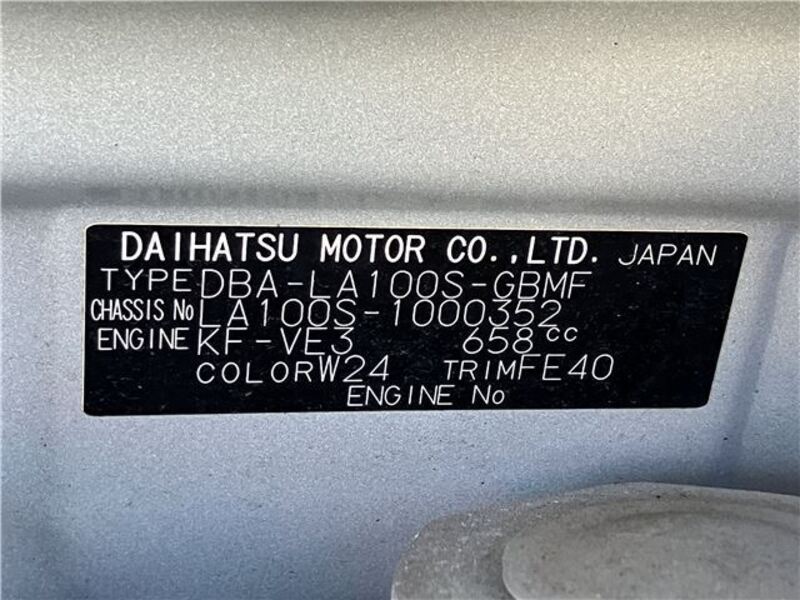 DAIHATSU MOTOR CO.,LTD. JAPAN
TYPE DBA-LA100S-GBMF
CHASSIS No LA100S-1000352
ENGINE KF-VE3 658cc
COLOR W24 TRIM FE40
ENGINE No